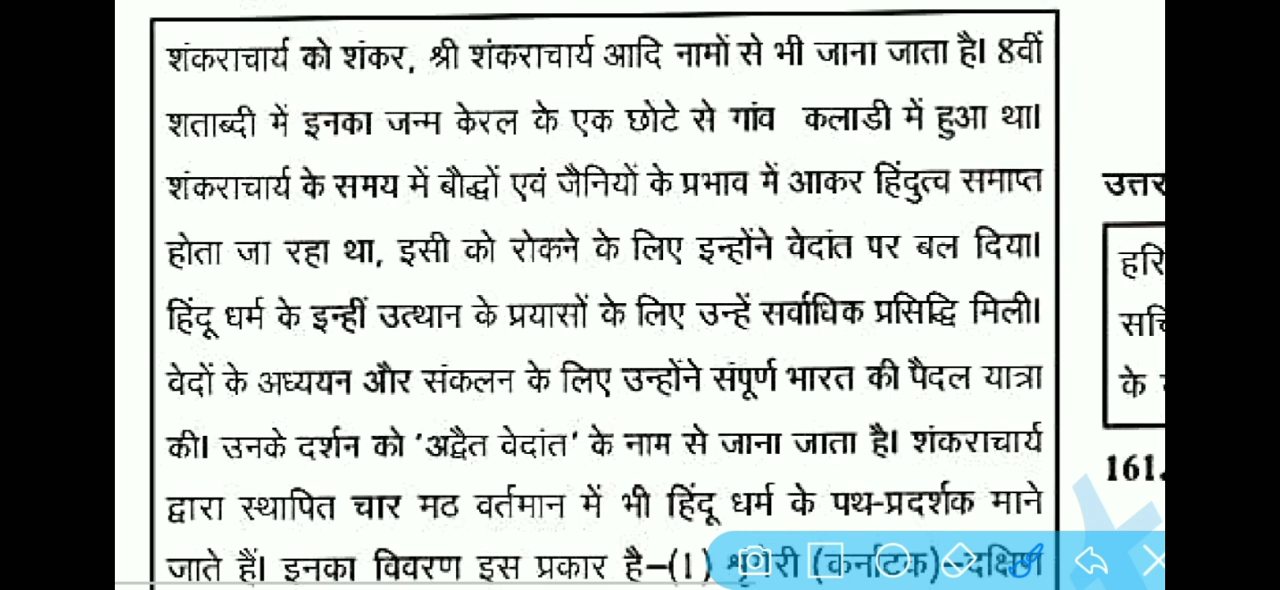 शंकराचार्य को शंकर, श्री शंकराचार्य आदि नामों से भी जाना जाता है। 8वीं
शताब्दी में इनका जन्म केरल के एक छोटे से गांव कलाडी में हुआ था।
शंकराचार्य के समय में बौद्धों एवं जैनियों के प्रभाव में आकर हिंदुत्व समाप्त
होता जा रहा था, इसी को रोकने के लिए इन्होंने वेदांत पर बल दिया।
हिंदू धर्म के इन्हीं उत्थान के प्रयासों के लिए उन्हें सर्वाधिक प्रसिद्धि मिली।
वेदों के अध्ययन और संकलन के लिए उन्होंने संपूर्ण भारत की पैदल यात्रा
की। उनके दर्शन को 'अद्वैत वेदांत' के नाम से जाना जाता है। शंकराचार्य
द्वारा स्थापित चार मठ वर्तमान में भी हिंदू धर्म के पथ-प्रदर्शक माने
जाते हैं। इनका विवरण इस प्रकार है–(1) (कर्नाटक)–दक्षिण
उत्तर
हरि
के
161.